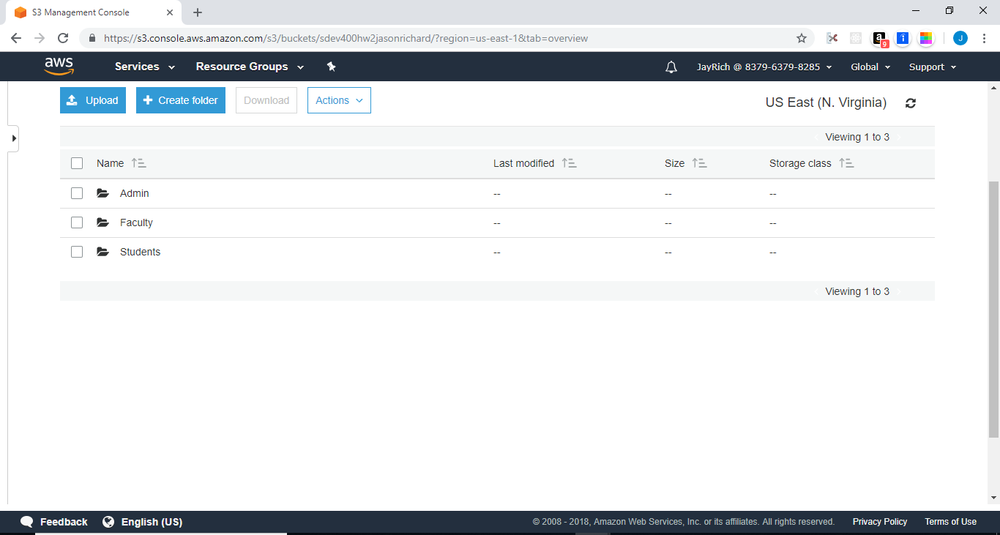 S3 Management Console
https://s3.console.aws.amazon.com/s3/buckets/sdev400hw2jasonrichard/?region=us-east-1&tab=overview
a 9 i J
aws Services Resource Groups JayRich @ 8379-6379-8285 Global Support
Upload Create folder Download Actions US East (N. Virginia)
Viewing 1 to 3
Name Last modified Size Storage class
Admin -- -- --
Faculty -- -- --
Students -- -- --
Viewing 1 to 3
Feedback English (US) © 2008 - 2018, Amazon Web Services, Inc. or its affiliates. All rights reserved. Privacy Policy Terms of Use